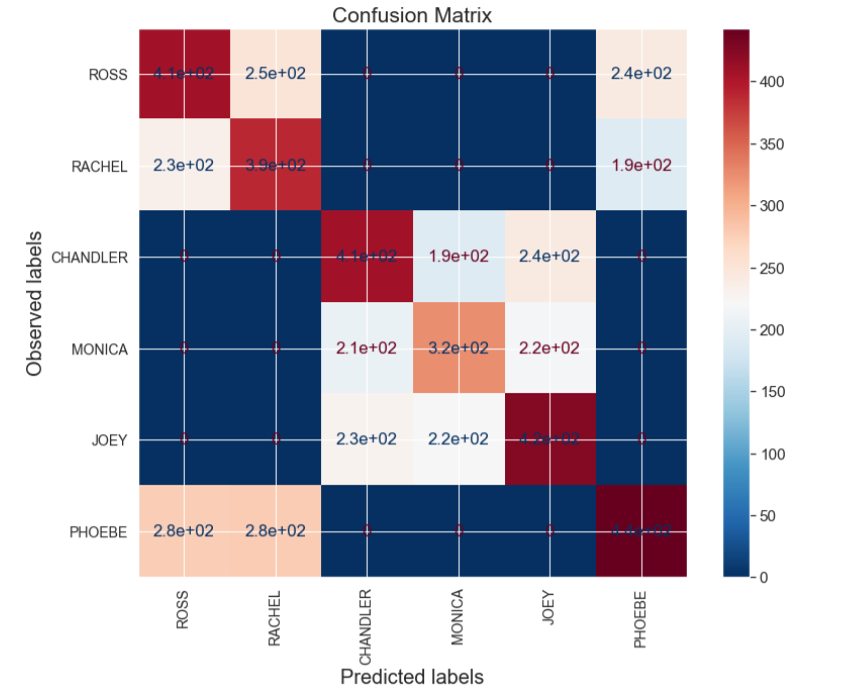 Confusion Matrix
ROSS 4.1e+02 2.5e+02 0 0 0 2.4e+02
RACHEL 2.3e+02 3.9e+02 0 0 0 1.9e+02
CHANDLER 0 0 4.1e+02 1.9e+02 2.4e+02 0
MONICA 0 0 2.1e+02 3.2e+02 2.2e+02 0
JOEY 0 0 2.3e+02 2.2e+02 4.2e+02 0
PHOEBE 2.8e+02 2.8e+02 0 0 0 4.4e+02
ROSS RACHEL CHANDLER MONICA JOEY PHOEBE
Predicted labels
Observed labels
400
350
300
250
200
150
100
50
0